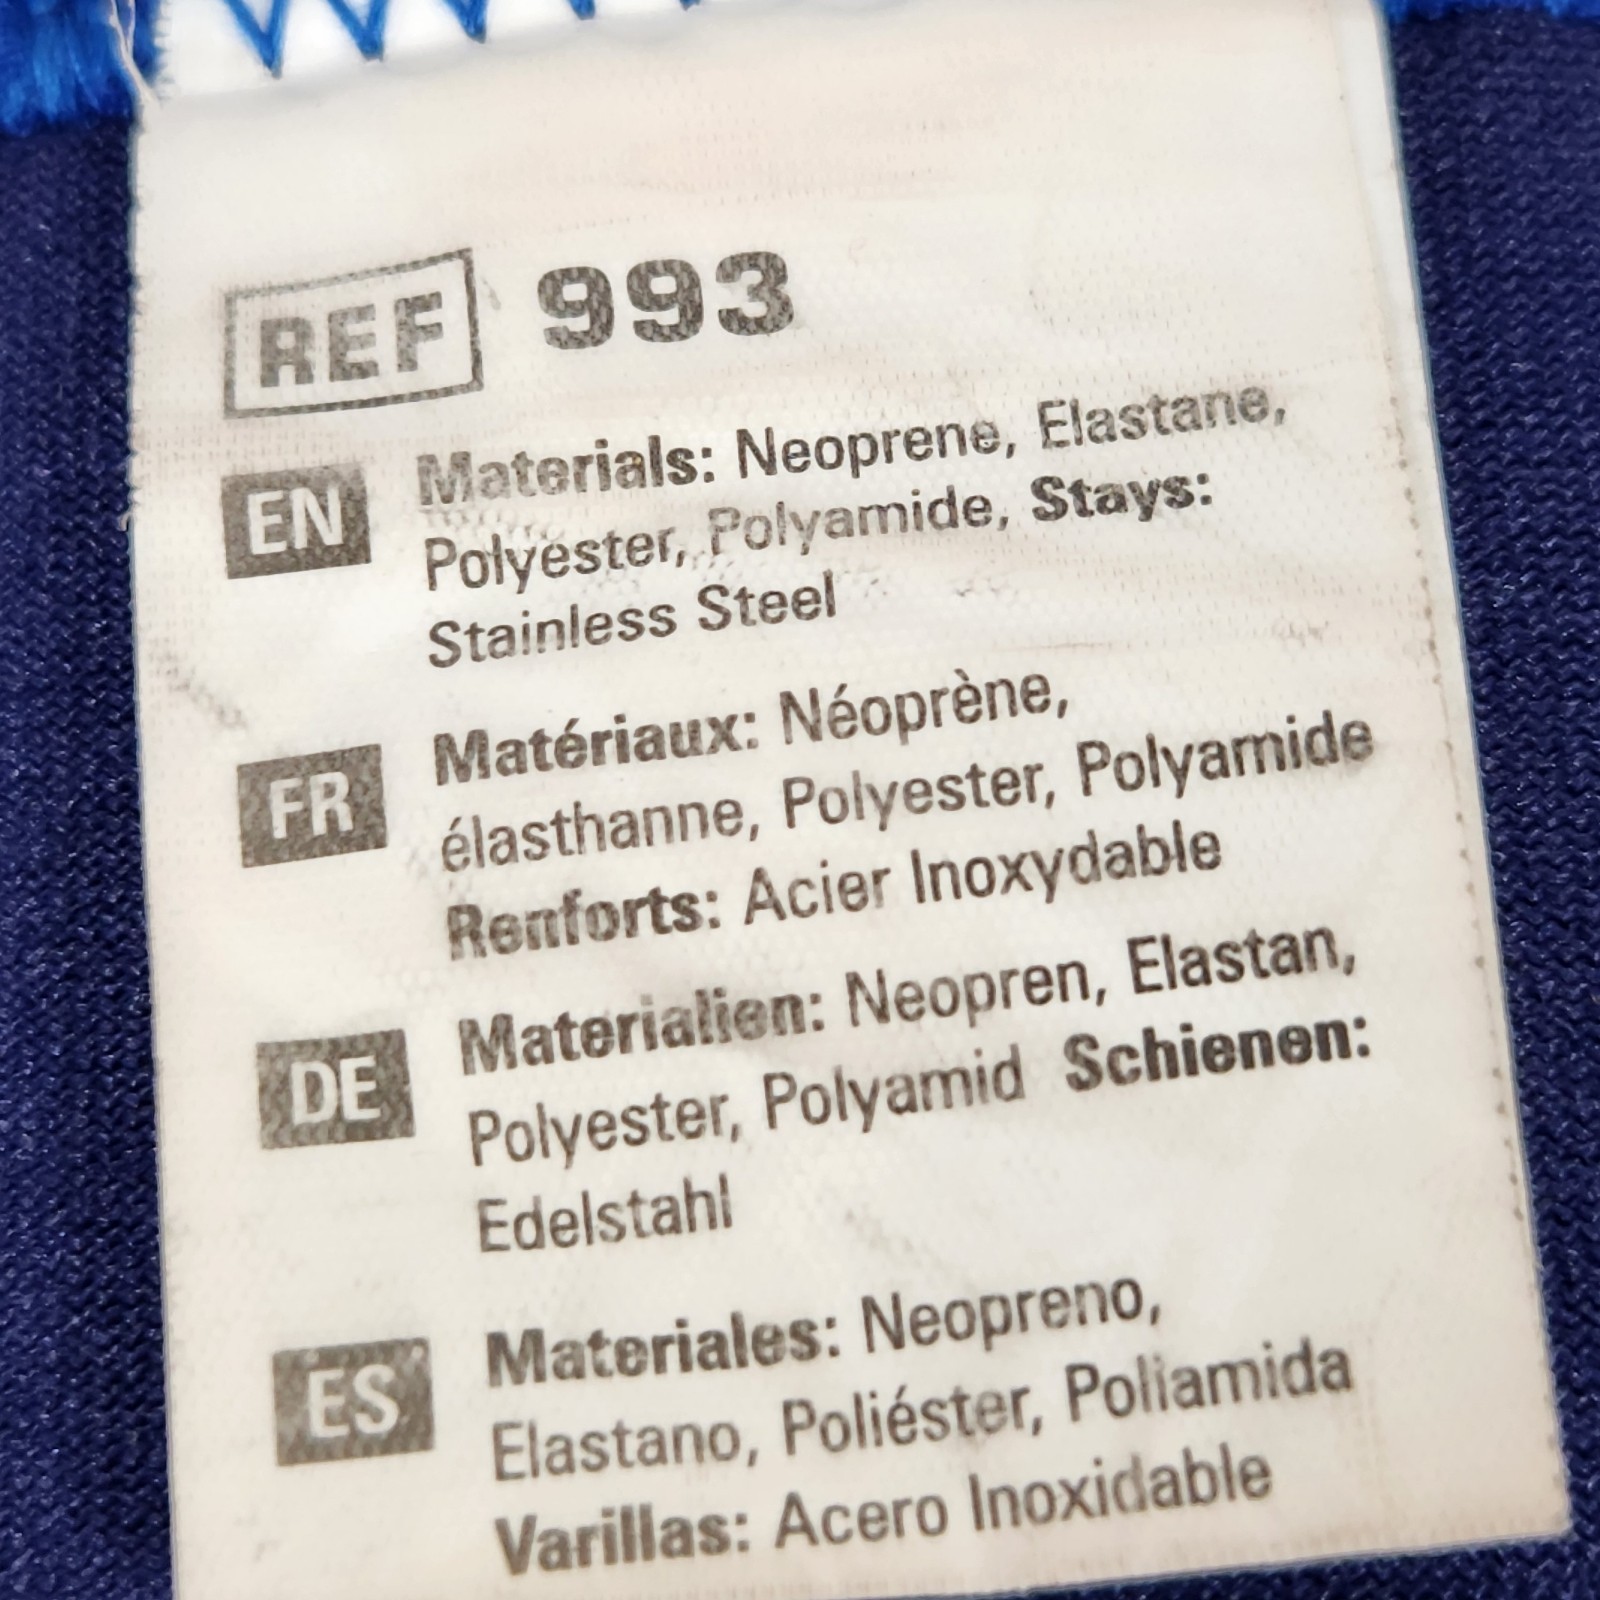 REF 993
EN Materials: Neoprene, Elastane,
Polyester, Polyamide, Stays:
Stainless Steel
FR Matériaux: Néoprène,
élasthanne, Polyester, Polyamide
Renforts: Acier Inoxydable
DE Materialien: Neopren, Elastan,
Polyester, Polyamid Schienen:
Edelstahl
ES Materiales: Neopreno,
Elastano, Poliéster, Poliamida
Varillas: Acero Inoxidable